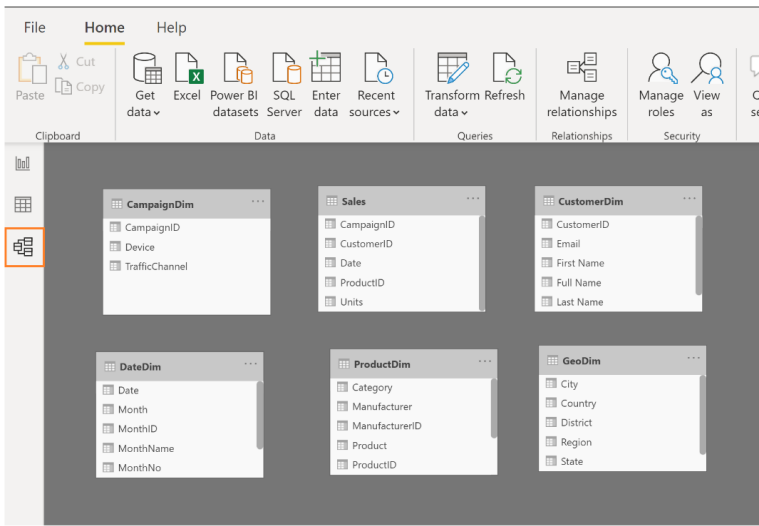 File Home Help
Cut
Copy
Paste
Get data
Excel
Power BI datasets
SQL Server
Enter data
Recent sources
Transform data
Refresh
Manage relationships
Manage roles
View as
Clipboard
Data
Queries
Relationships
Security
CampaignDim
CampaignID
Device
TrafficChannel
Sales
CampaignID
CustomerID
Date
ProductID
Units
CustomerDim
CustomerID
Email
First Name
Full Name
Last Name
DateDim
Date
Month
MonthID
MonthName
MonthNo
ProductDim
Category
Manufacturer
ManufacturerID
Product
ProductID
GeoDim
City
Country
District
Region
State